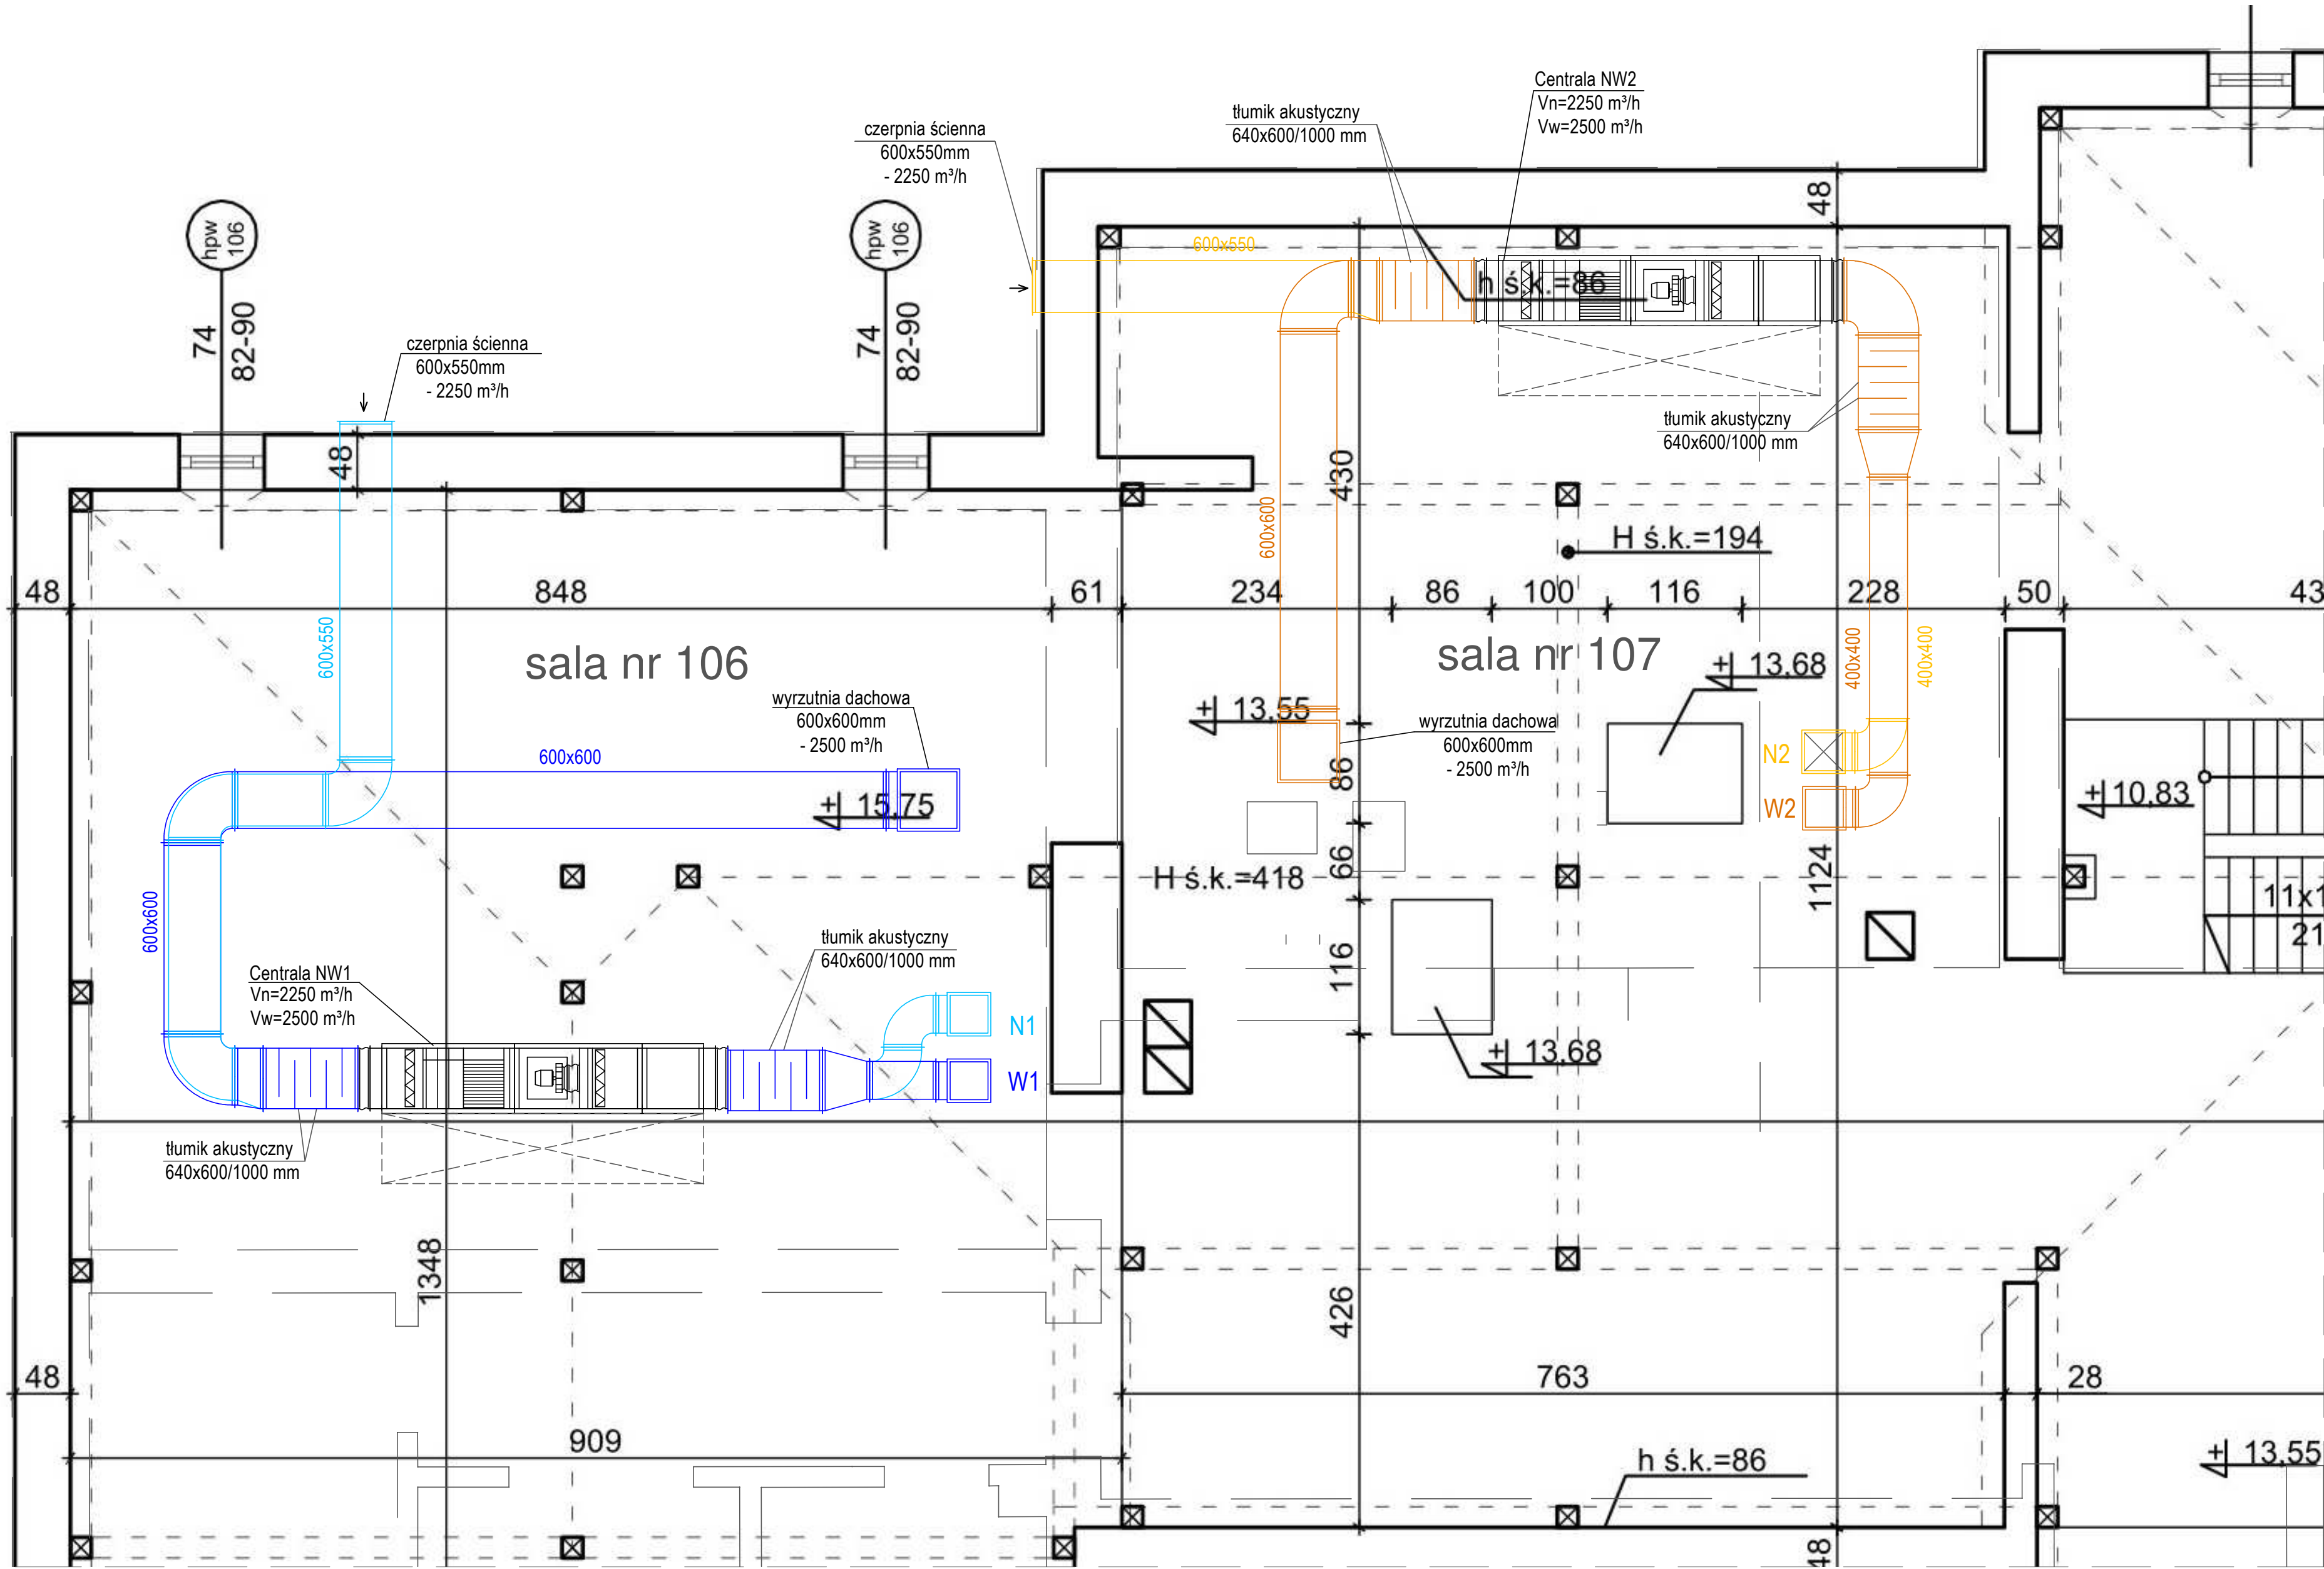 Centrala NW2
Vn=2250 m³/h
Vw=2500 m³/h
tłumik akustyczny
640x600/1000 mm
czerpnia ścienna
600x550mm
- 2250 m³/h
48
hpw
106
hpw
106
600x550
h ś.k.=86
74
82-90
74
82-90
czerpnia ścienna
600x550mm
- 2250 m³/h
tłumik akustyczny
640x600/1000 mm
48
430
600x600
H ś.k.=194
48
848
61
234
86
100
116
228
50
43
600x550
sala nr 106
sala nr 107
400x400
400x400
13,68
wyrzutnia dachowa
600x600mm
- 2500 m³/h
13,55
wyrzutnia dachowa
600x600mm
- 2500 m³/h
600x600
N2
86
15,75
W2
10,83
66
H ś.k.=418
1124
11x1
21
600x600
tłumik akustyczny
640x600/1000 mm
116
Centrala NW1
Vn=2250 m³/h
Vw=2500 m³/h
N1
13,68
W1
tłumik akustyczny
640x600/1000 mm
1348
426
48
763
28
909
h ś.k.=86
13,55
48